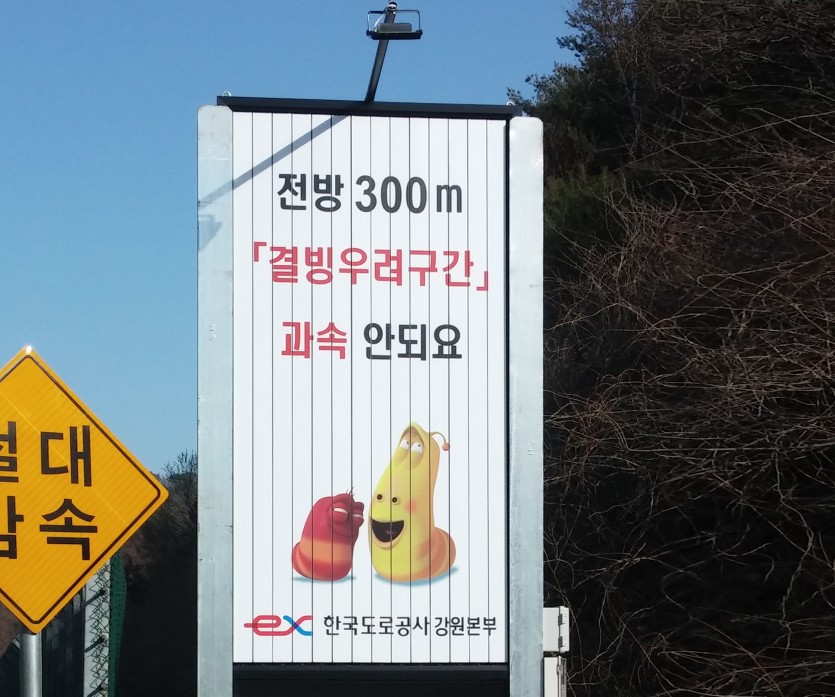 전방 300m
「결빙우려구간」
과속 안되요
ex 한국도로공사 강원본부
절대
감속